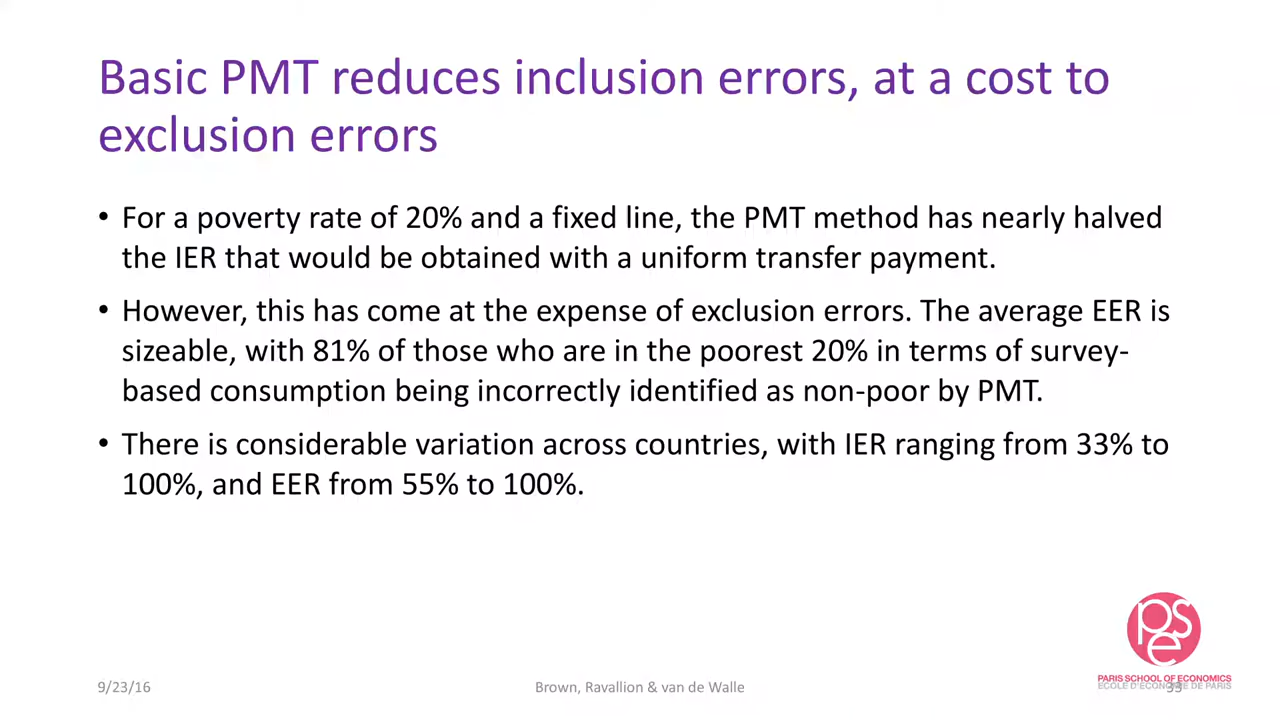 Basic PMT reduces inclusion errors, at a cost to
exclusion errors
• For a poverty rate of 20% and a fixed line, the PMT method has nearly halved
the IER that would be obtained with a uniform transfer payment.
• However, this has come at the expense of exclusion errors. The average EER is
sizeable, with 81% of those who are in the poorest 20% in terms of survey-
based consumption being incorrectly identified as non-poor by PMT.
• There is considerable variation across countries, with IER ranging from 33% to
100%, and EER from 55% to 100%.
pse
PARIS SCHOOL OF ECONOMICS
ECOLE D'ECONOMIE DE PARIS
9/23/16
Brown, Ravallion & van de Walle
33